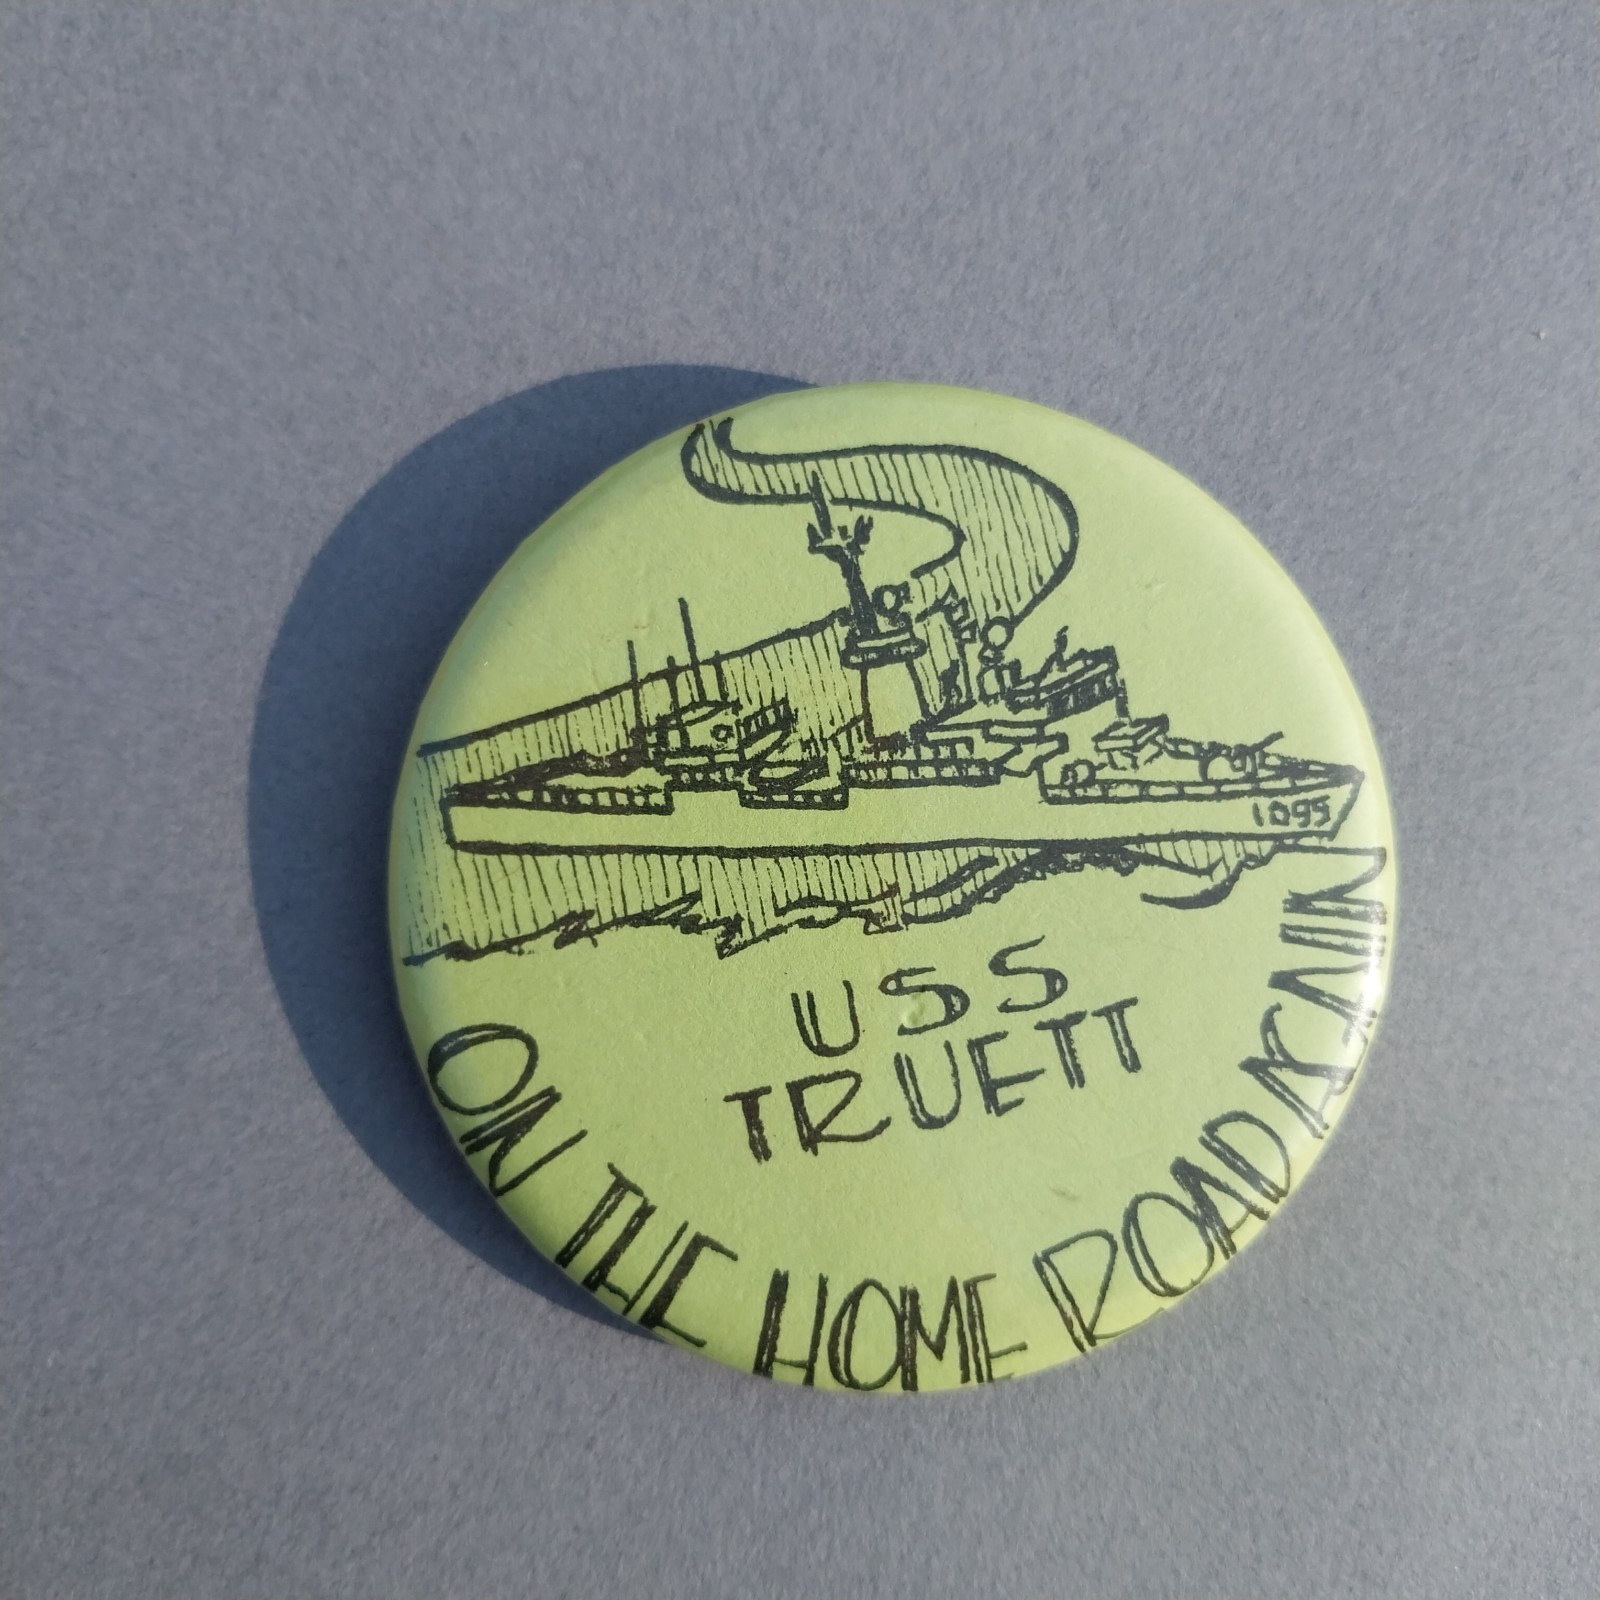 1095
USS
TRUETT
ON THE HOME ROAD AGAIN